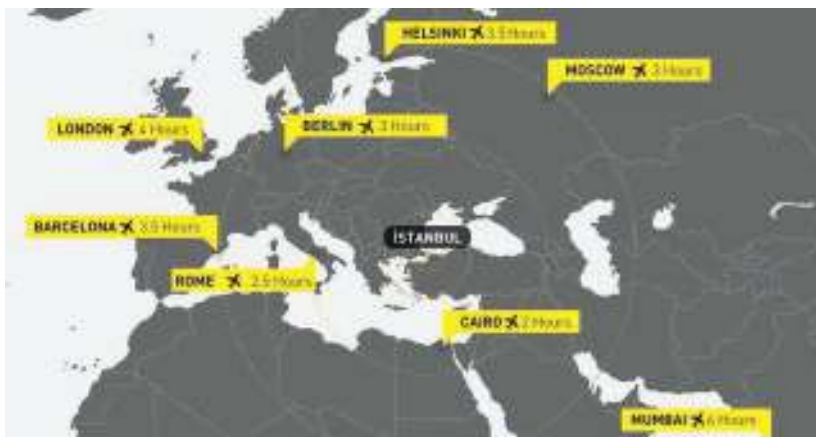 HELSINKI 3.5 Hours
MOSCOW 3 Hours
LONDON 4 Hours
BERLIN 3 Hours
BARCELONA 3.5 Hours
İSTANBUL
ROME 2.5 Hours
CAIRO 2 Hours
MUMBAI 6 Hours